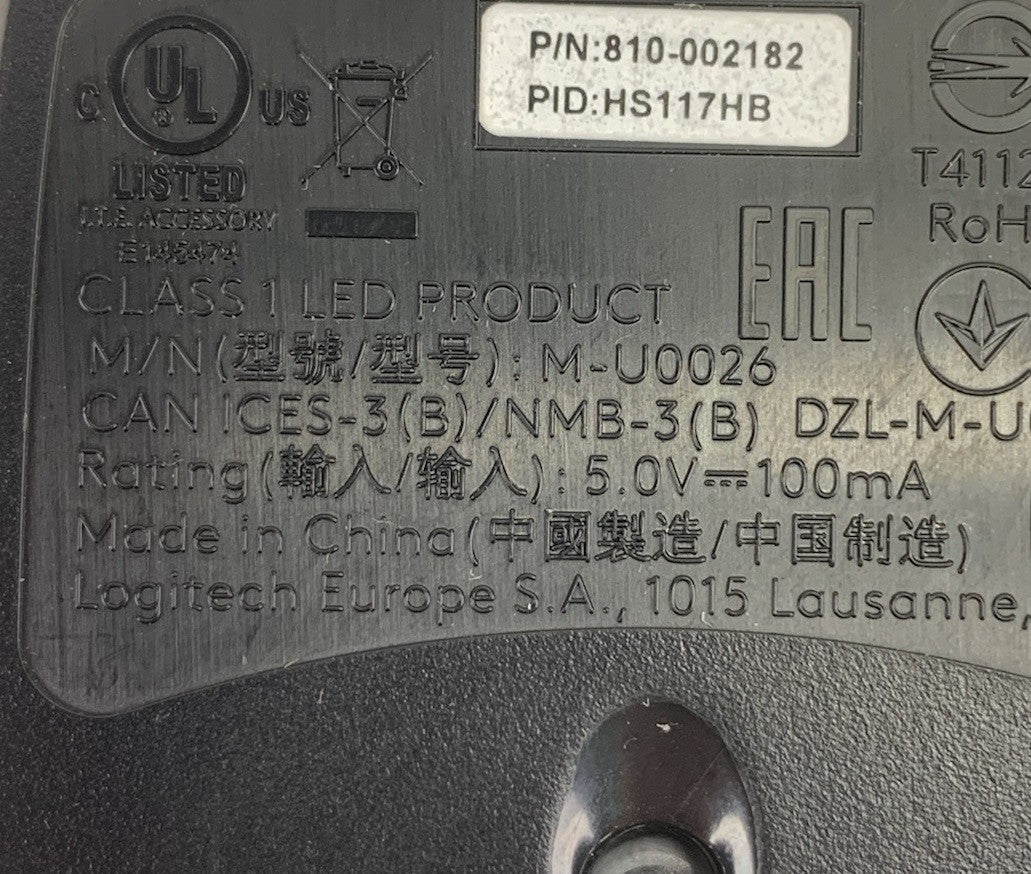 P/N:810-002182
PID:HS117HB
C UL US
LISTED
I.T.E. ACCESSORY
E145474
T4112
RoH
EAC
CLASS 1 LED PRODUCT
M/N(型號/型号): M-U0026
CAN ICES-3(B)/NMB-3(B) DZL-M-U
Rating(輸入/输入): 5.0V⎓100mA
Made in China(中國製造/中国制造)
Logitech Europe S.A., 1015 Lausanne,